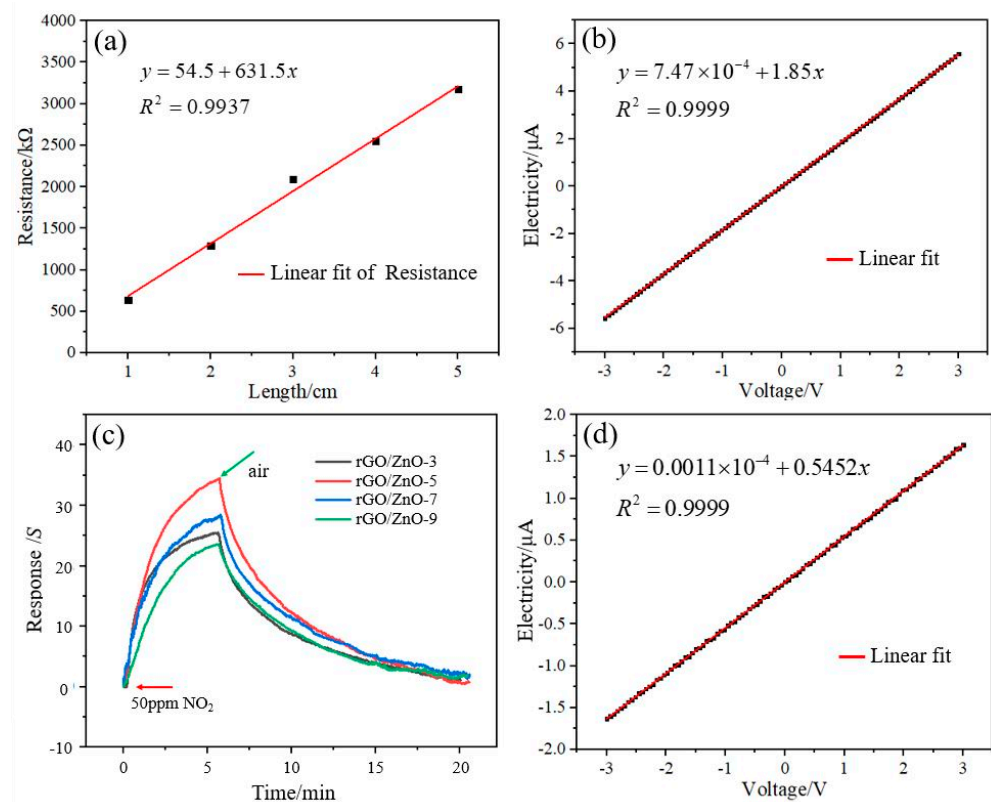 (a)
y = 54.5 + 631.5x
R² = 0.9937
Linear fit of Resistance
Resistance/kΩ
4000
3500
3000
2500
2000
1500
1000
500
0
1 2 3 4 5
Length/cm
(b)
y = 7.47×10⁻⁴ + 1.85x
R² = 0.9999
Linear fit
Electricity/μA
6
4
2
0
-2
-4
-6
-3 -2 -1 0 1 2 3
Voltage/V
(c)
air
rGO/ZnO-3
rGO/ZnO-5
rGO/ZnO-7
rGO/ZnO-9
50ppm NO₂
Response /S
40
30
20
10
0
-10
0 5 10 15 20
Time/min
(d)
y = 0.0011×10⁻⁴ + 0.5452x
R² = 0.9999
Linear fit
Electricity/μA
2.0
1.5
1.0
0.5
0.0
-0.5
-1.0
-1.5
-2.0
-3 -2 -1 0 1 2 3
Voltage/V